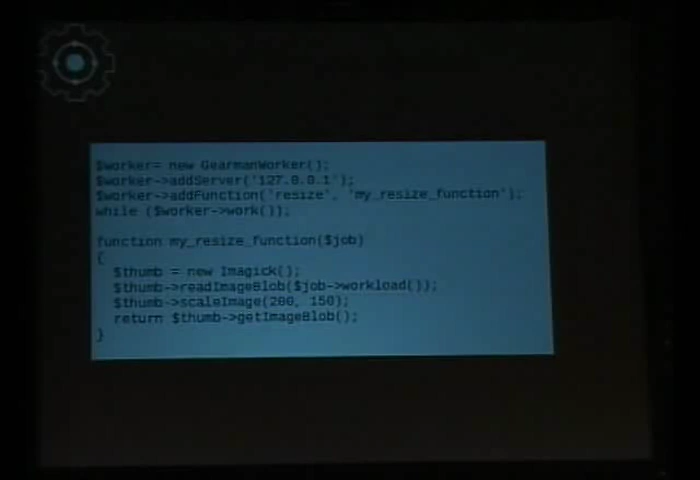 $worker= new GearmanWorker();
$worker->addServer('127.0.0.1');
$worker->addFunction('resize', 'my_resize_function');
while ($worker->work());
function my_resize_function($job)
{
$thumb = new Imagick();
$thumb->readImageBlob($job->workload());
$thumb->scaleImage(200, 150);
return $thumb->getImageBlob();
}